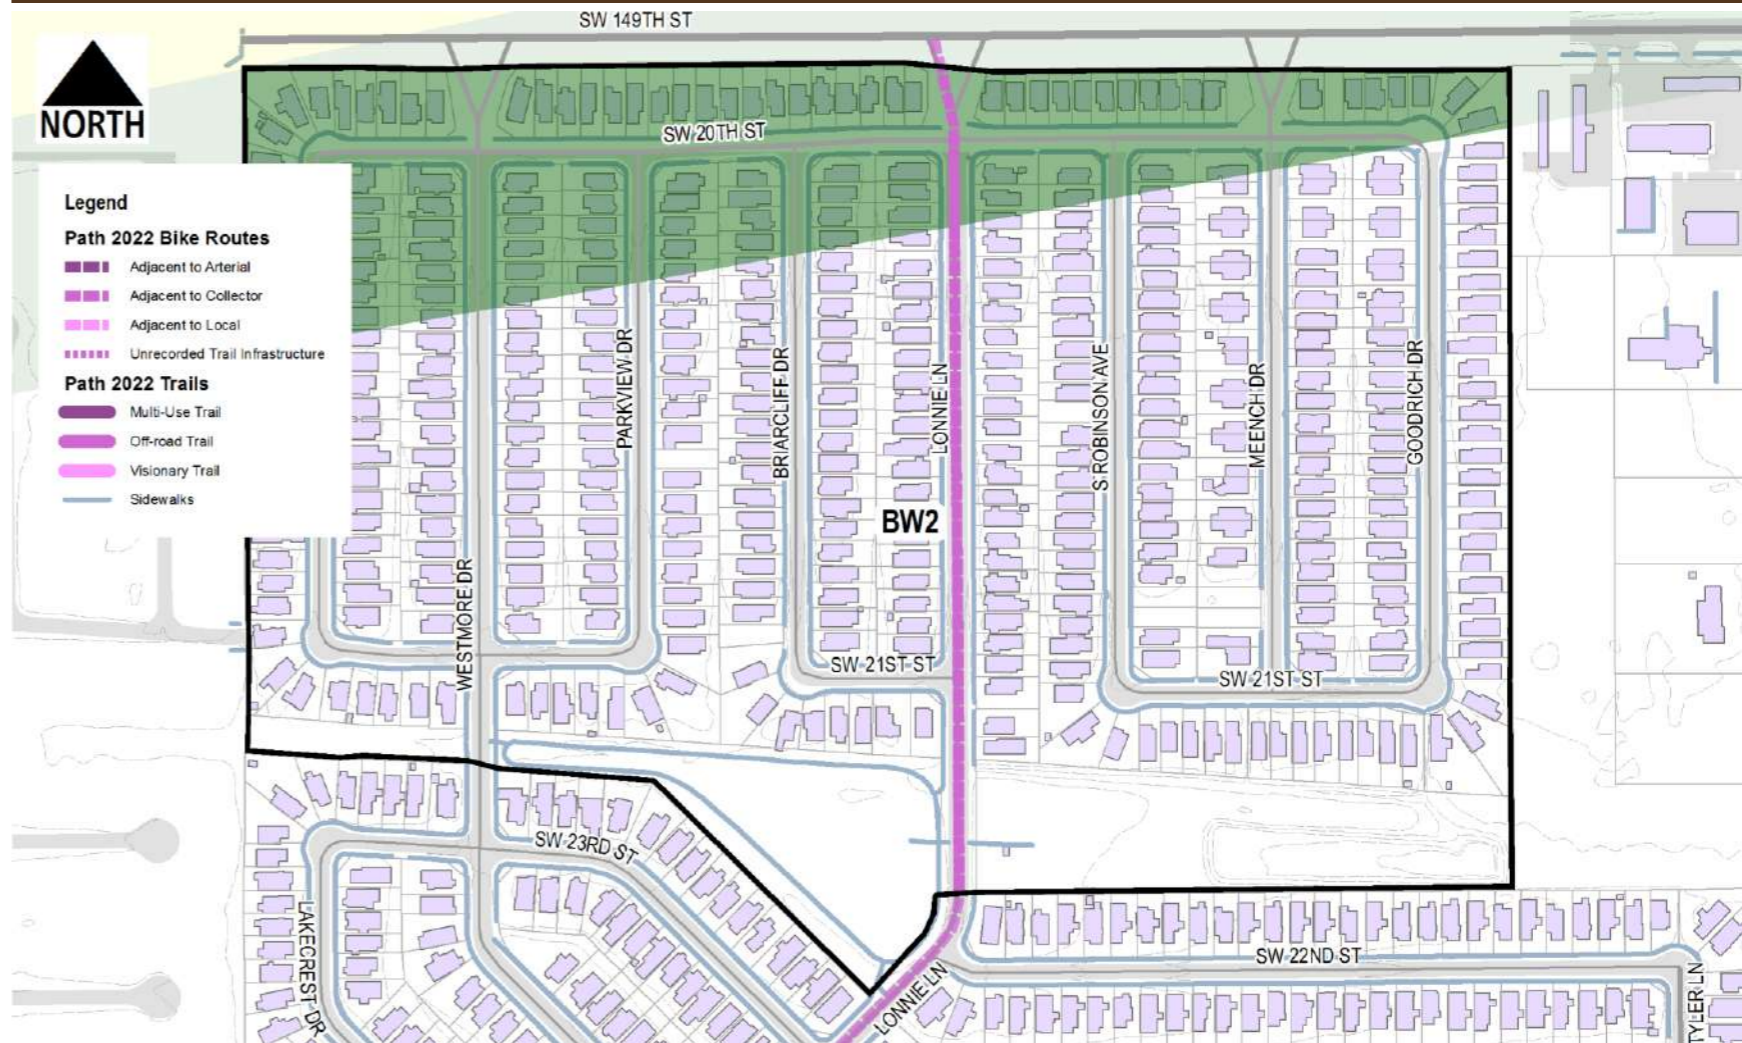 SW 149TH ST
NORTH
SW 20TH ST
Legend
Path 2022 Bike Routes
Adjacent to Arterial
Adjacent to Collector
Adjacent to Local
Unrecorded Trail Infrastructure
Path 2022 Trails
Multi-Use Trail
Off-road Trail
Visionary Trail
Sidewalks
WESTMORE DR
PARKVIEW DR
BRIARCLIFF DR
LONNIE LN
S ROBINSON AVE
MEENCH DR
GOODRICH DR
BW2
SW 21ST ST
SW 21ST ST
SW 23RD ST
LAKECREST DR
LONNIE LN
SW 22ND ST
TYLER LN